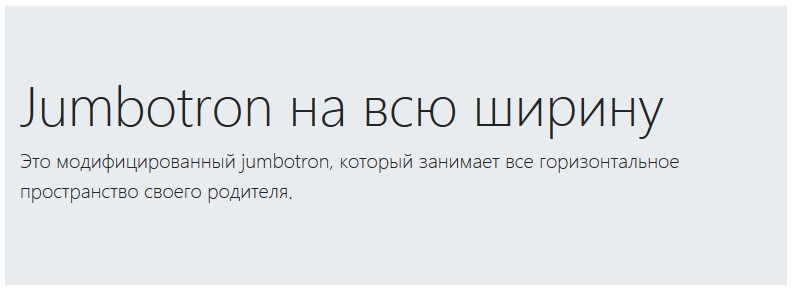 Jumbotron на всю ширину
Это модифицированный jumbotron, который занимает все горизонтальное
пространство своего родителя.